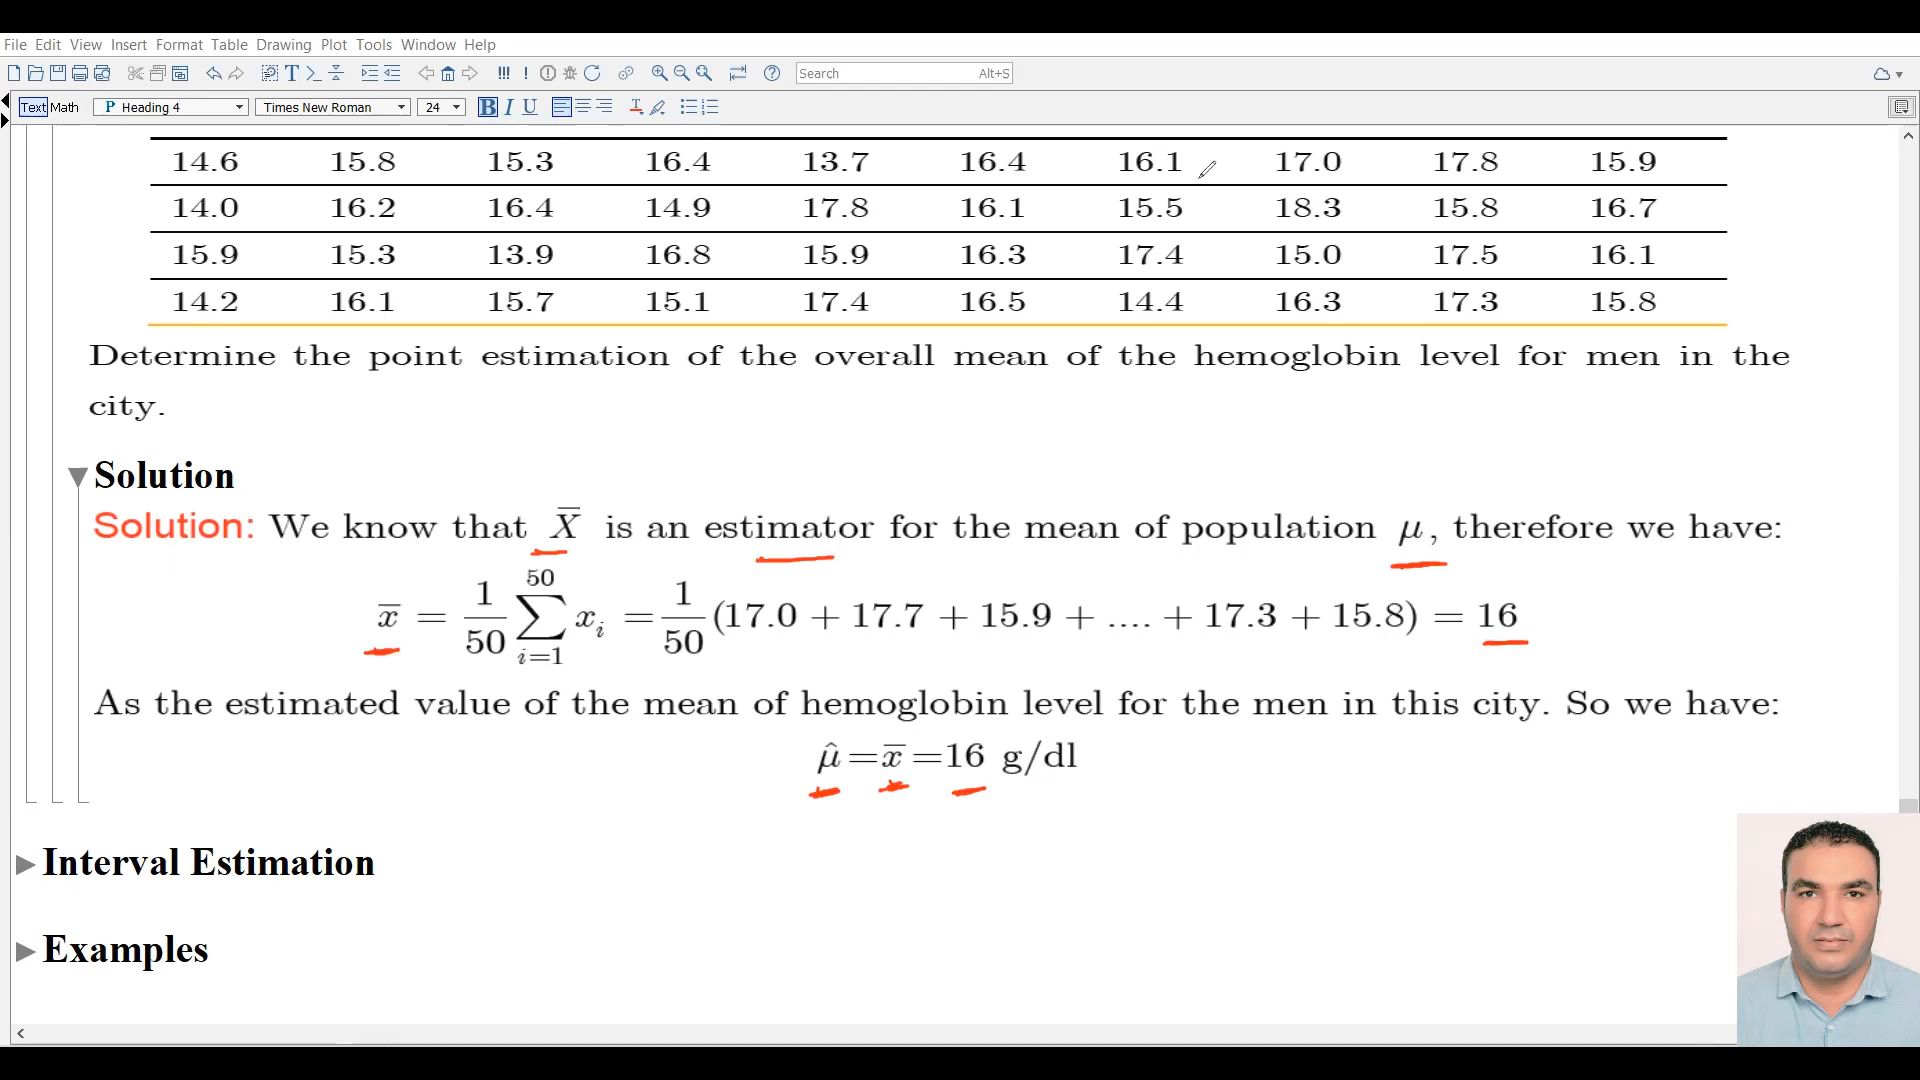 File Edit View Insert Format Table Drawing Plot Tools Window Help
Search Alt+S
Text Math P Heading 4 Times New Roman 24 B I U
14.6 15.8 15.3 16.4 13.7 16.4 16.1 17.0 17.8 15.9
14.0 16.2 16.4 14.9 17.8 16.1 15.5 18.3 15.8 16.7
15.9 15.3 13.9 16.8 15.9 16.3 17.4 15.0 17.5 16.1
14.2 16.1 15.7 15.1 17.4 16.5 14.4 16.3 17.3 15.8
Determine the point estimation of the overall mean of the hemoglobin level for men in the
city.
Solution
Solution: We know that X̅ is an estimator for the mean of population μ, therefore we have:
x̅ = 1/50 ∑_{i=1}^{50} x_i = 1/50 (17.0 + 17.7 + 15.9 + .... + 17.3 + 15.8) = 16
As the estimated value of the mean of hemoglobin level for the men in this city. So we have:
μ̂ = x̅ = 16 g/dl
Interval Estimation
Examples